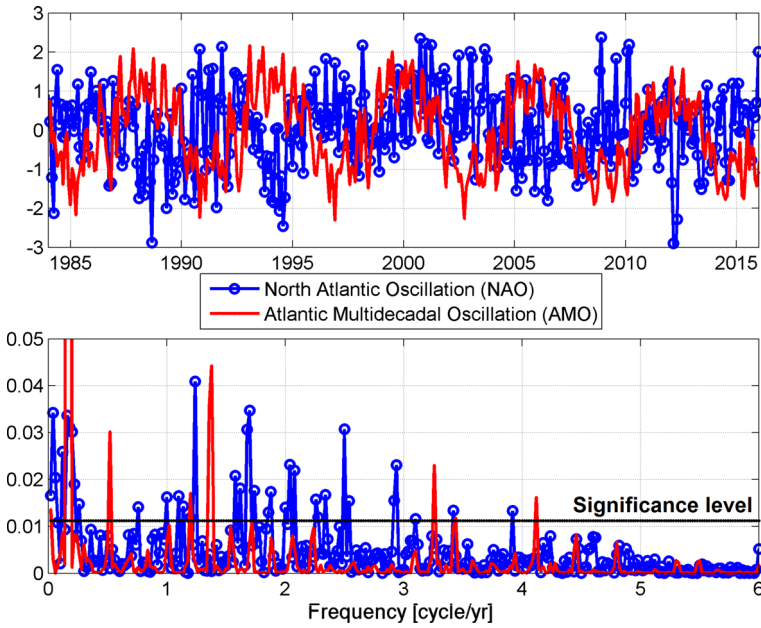 3
2
1
0
-1
-2
-3
1985 1990 1995 2000 2005 2010 2015
North Atlantic Oscillation (NAO)
Atlantic Multidecadal Oscillation (AMO)
0.05
0.04
0.03
0.02
0.01
0
Significance level
0 1 2 3 4 5 6
Frequency [cycle/yr]